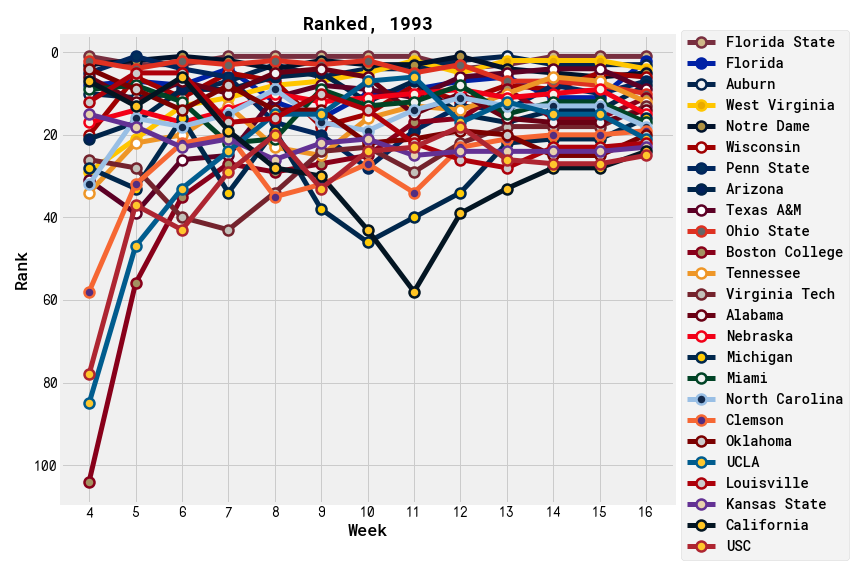 Ranked, 1993
Rank
0
20
40
60
80
100
4 5 6 7 8 9 10 11 12 13 14 15 16
Week
Florida State
Florida
Auburn
West Virginia
Notre Dame
Wisconsin
Penn State
Arizona
Texas A&M
Ohio State
Boston College
Tennessee
Virginia Tech
Alabama
Nebraska
Michigan
Miami
North Carolina
Clemson
Oklahoma
UCLA
Louisville
Kansas State
California
USC